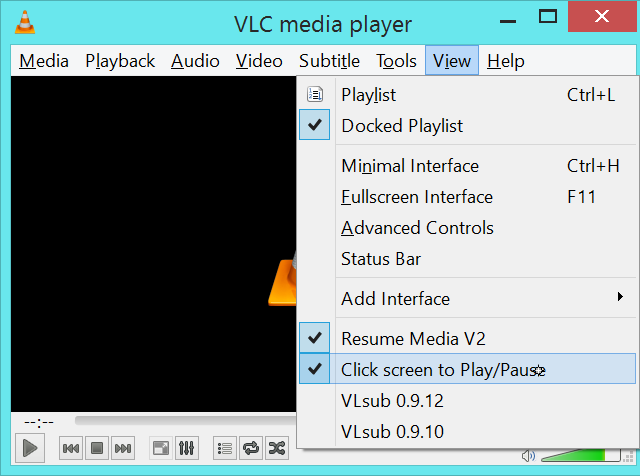 VLC media player
Media Playback Audio Video Subtitle Tools View Help
Playlist Ctrl+L
Docked Playlist
Minimal Interface Ctrl+H
Fullscreen Interface F11
Advanced Controls
Status Bar
Add Interface
Resume Media V2
Click screen to Play/Pause
VLsub 0.9.12
VLsub 0.9.10
--:--